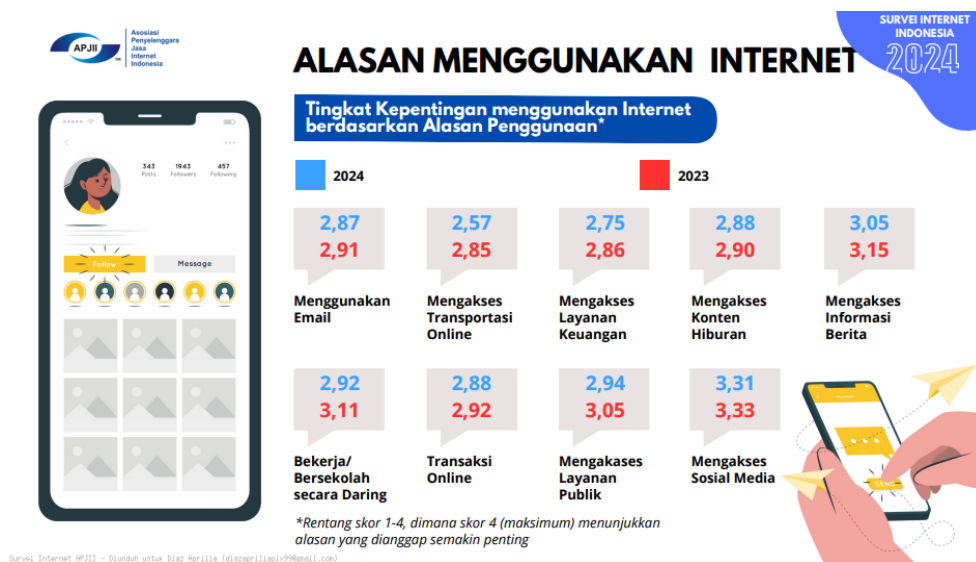 APJII
TM
Asosiasi
Penyelenggara
Jasa
Internet
Indonesia
SURVEI INTERNET
INDONESIA
2024
ALASAN MENGGUNAKAN INTERNET
Tingkat Kepentingan menggunakan Internet
berdasarkan Alasan Penggunaan*
343 1943 457
Posts Followers Following
Follow Message
2024 2023
2,87
2,91
Menggunakan
Email
2,57
2,85
Mengakses
Transportasi
Online
2,75
2,86
Mengakses
Layanan
Keuangan
2,88
2,90
Mengakses
Konten
Hiburan
3,05
3,15
Mengakses
Informasi
Berita
2,92
3,11
Bekerja/
Bersekolah
secara Daring
2,88
2,92
Transaksi
Online
2,94
3,05
Mengakases
Layanan
Publik
3,31
3,33
Mengakses
Sosial Media
SEND
*Rentang skor 1-4, dimana skor 4 (maksimum) menunjukkan
alasan yang dianggap semakin penting
Survei Internet APJII - Diunduh untuk Diaz Aprilia (diazapriliapix99@gmail.com)